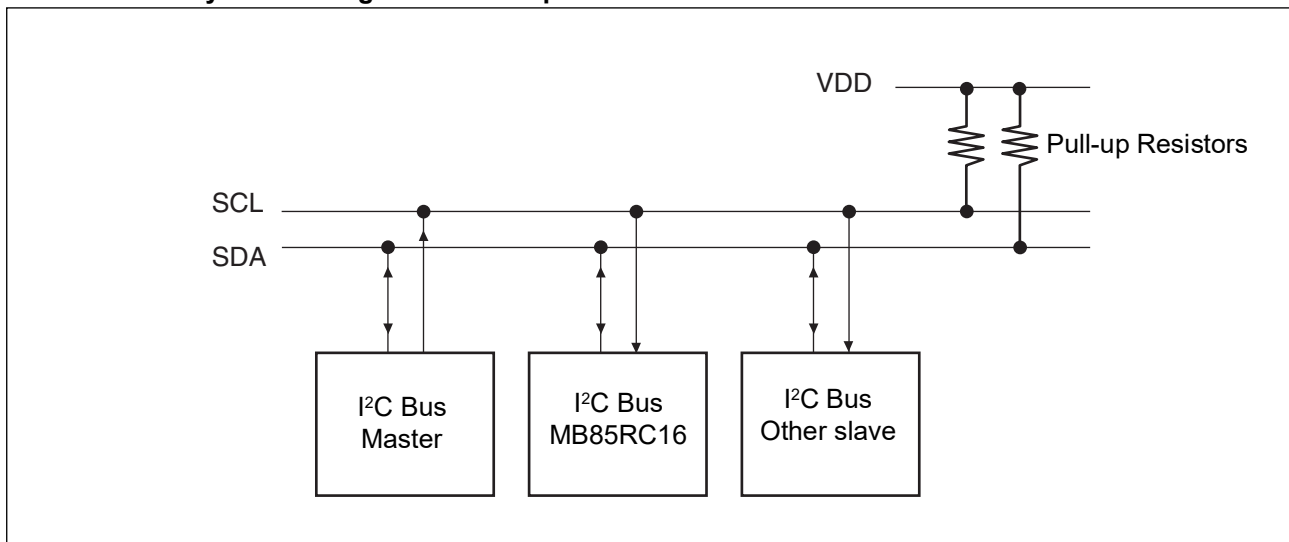 VDD
Pull-up Resistors
SCL
SDA
I²C Bus
Master
I²C Bus
MB85RC16
I²C Bus
Other slave